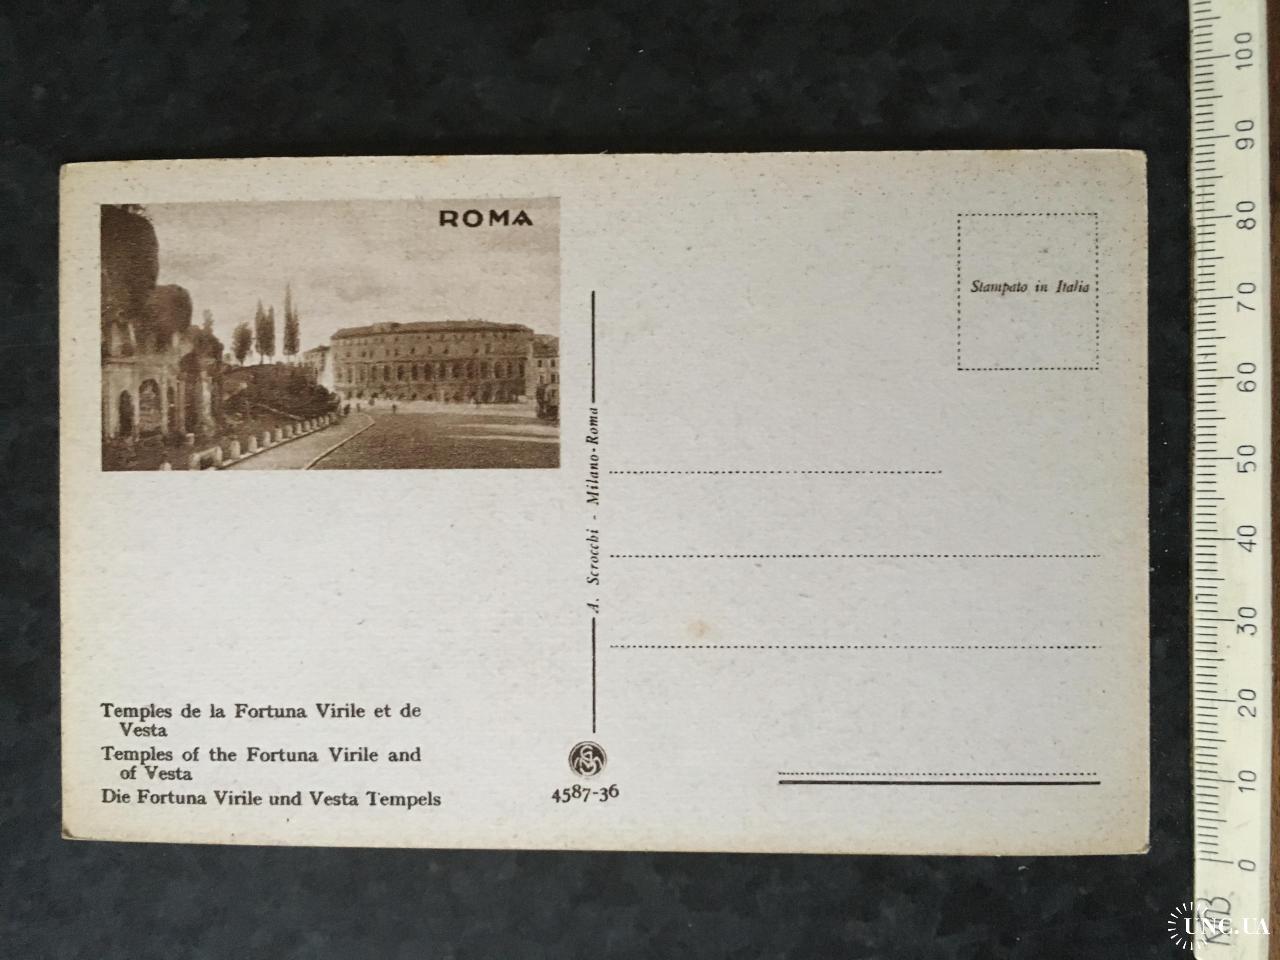 ROMA
Stampato in Italia
A. Scrocchi - Milano-Roma
Temples de la Fortuna Virile et de
Vesta
Temples of the Fortuna Virile and
of Vesta
Die Fortuna Virile und Vesta Tempels
4587-36
100
90
80
70
60
50
40
30
20
10
0
UNC.UA